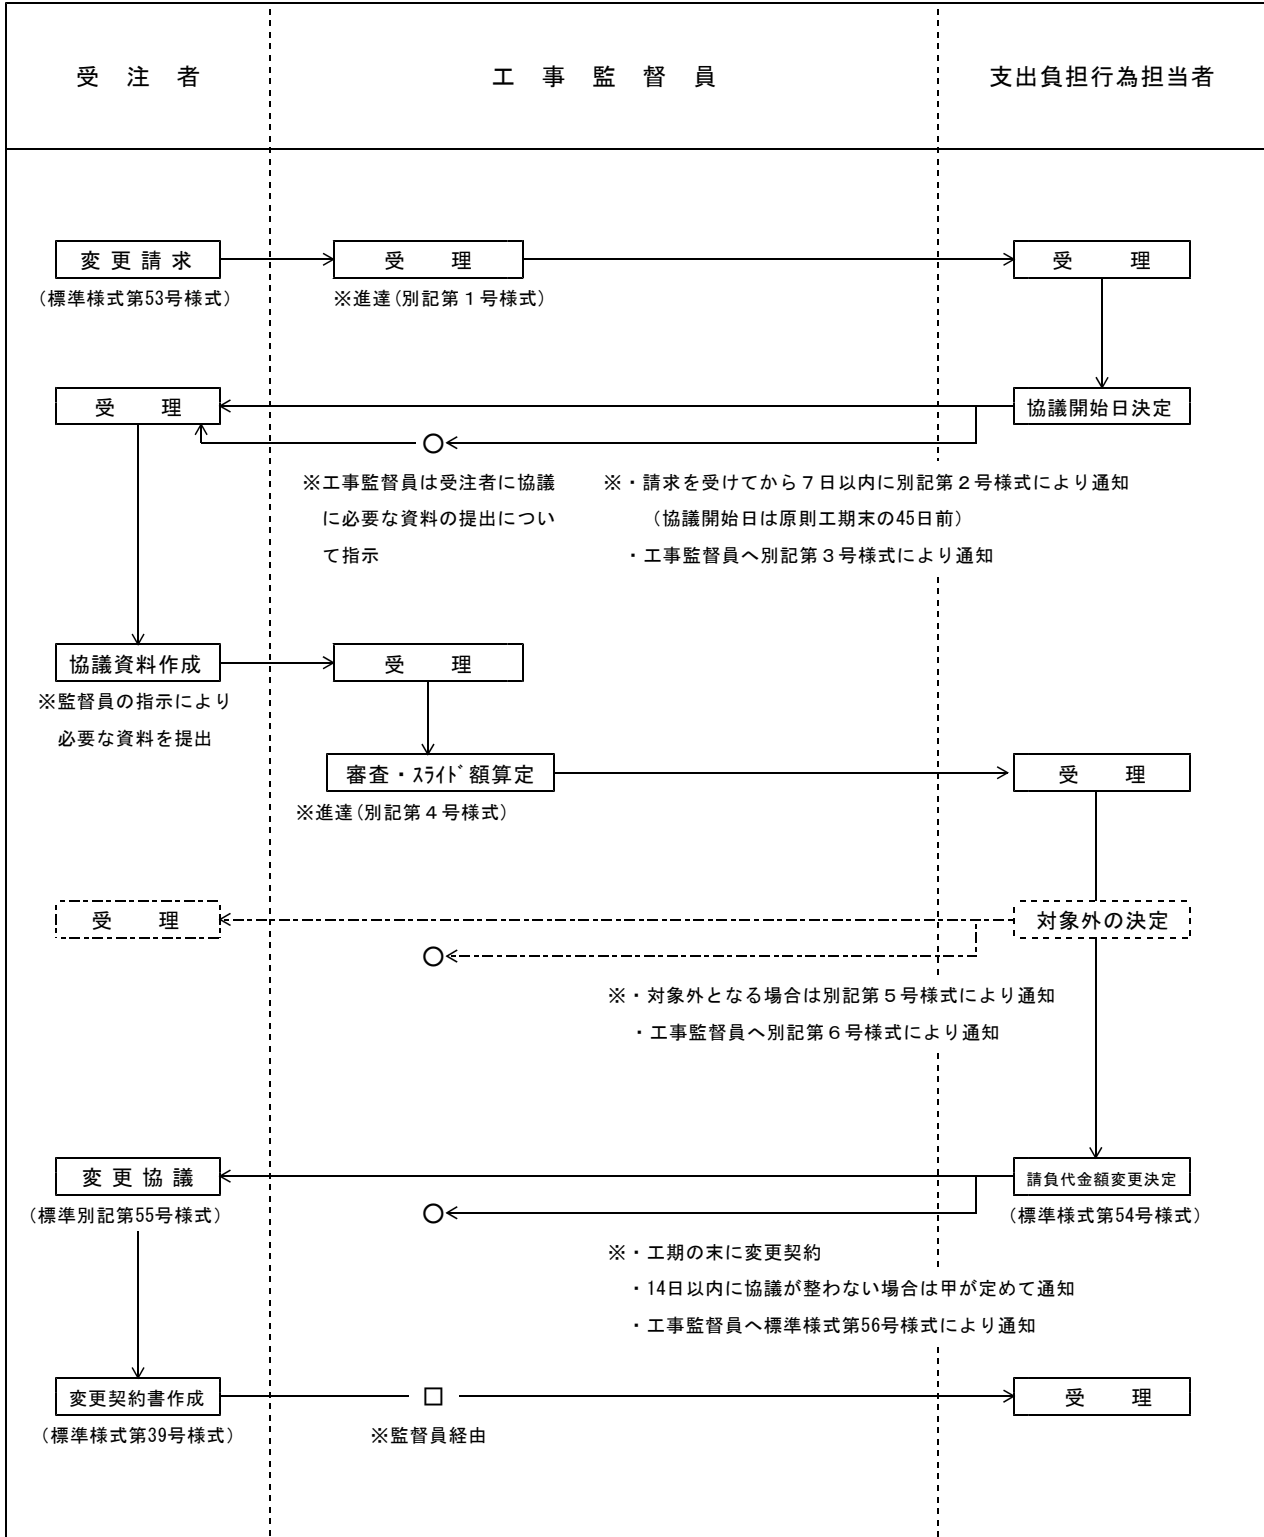 受　注　者
工　事　監　督　員
支出負担行為担当者
変 更 請 求
受　　理
受　　理
（標準様式第53号様式）
※進達(別記第１号様式)
受　　理
協議開始日決定
○
※工事監督員は受注者に協議
に必要な資料の提出につい
て指示
※・請求を受けてから７日以内に別記第２号様式により通知
（協議開始日は原則工期末の45日前）
・工事監督員へ別記第３号様式により通知
協議資料作成
受　　理
※監督員の指示により
必要な資料を提出
審査・ｽﾗｲﾄﾞ額算定
受　　理
※進達(別記第４号様式)
受　　理
対象外の決定
○
※・対象外となる場合は別記第５号様式により通知
・工事監督員へ別記第６号様式により通知
変 更 協 議
請負代金額変更決定
（標準別記第55号様式）
○
（標準様式第54号様式）
※・工期の末に変更契約
・14日以内に協議が整わない場合は甲が定めて通知
・工事監督員へ標準様式第56号様式により通知
変更契約書作成
□
受　　理
（標準様式第39号様式）
※監督員経由